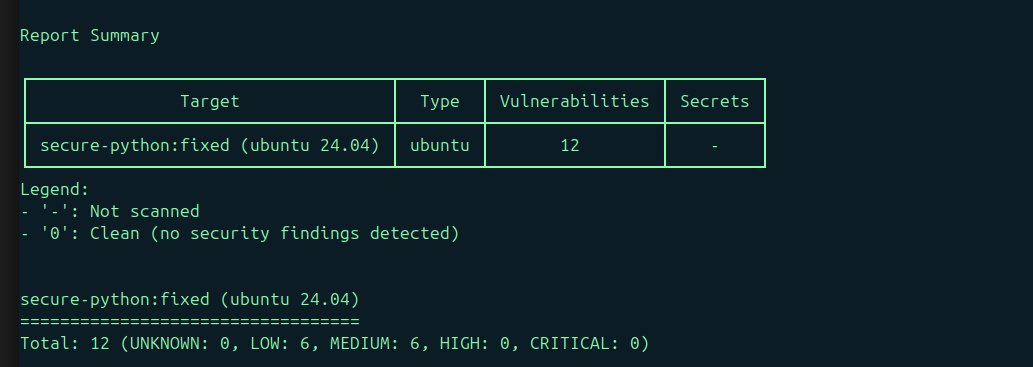 Report Summary
Target Type Vulnerabilities Secrets
secure-python:fixed (ubuntu 24.04) ubuntu 12 -
Legend:
- '-': Not scanned
- '0': Clean (no security findings detected)
secure-python:fixed (ubuntu 24.04)
==================================
Total: 12 (UNKNOWN: 0, LOW: 6, MEDIUM: 6, HIGH: 0, CRITICAL: 0)